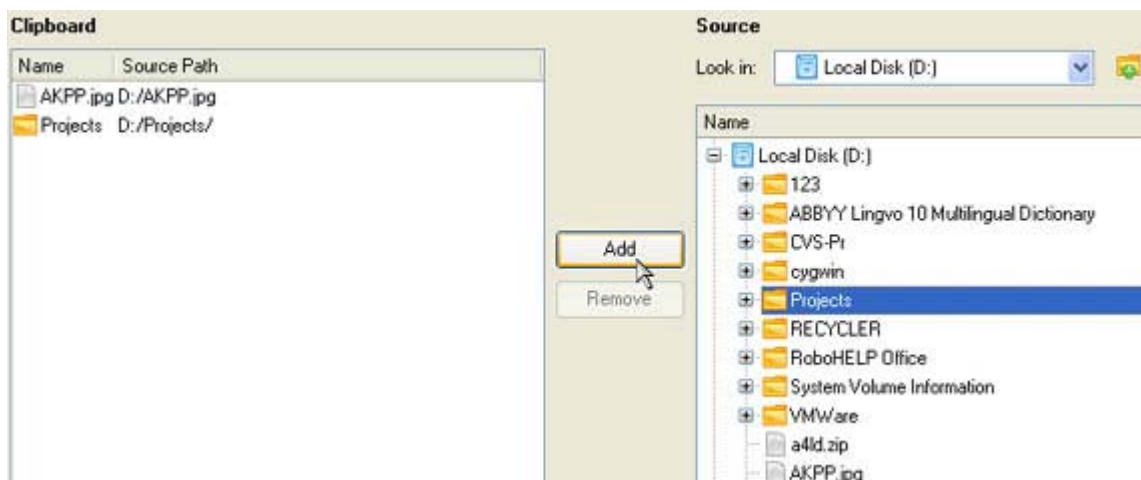 Clipboard
Name Source Path
AKPP.jpg D:/AKPP.jpg
Projects D:/Projects/
Add
Remove
Source
Look in: Local Disk (D:)
Name
Local Disk (D:)
123
ABBYY Lingvo 10 Multilingual Dictionary
CVS-Pr
cygwin
Projects
RECYCLER
RoboHELP Office
System Volume Information
VMWare
a4ld.zip
AKPP.jpg